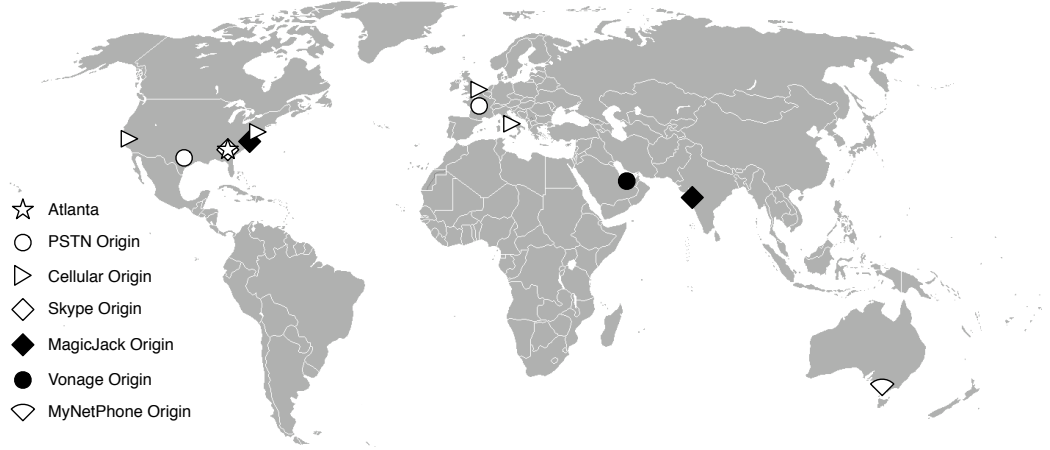 Atlanta
PSTN Origin
Cellular Origin
Skype Origin
MagicJack Origin
Vonage Origin
MyNetPhone Origin